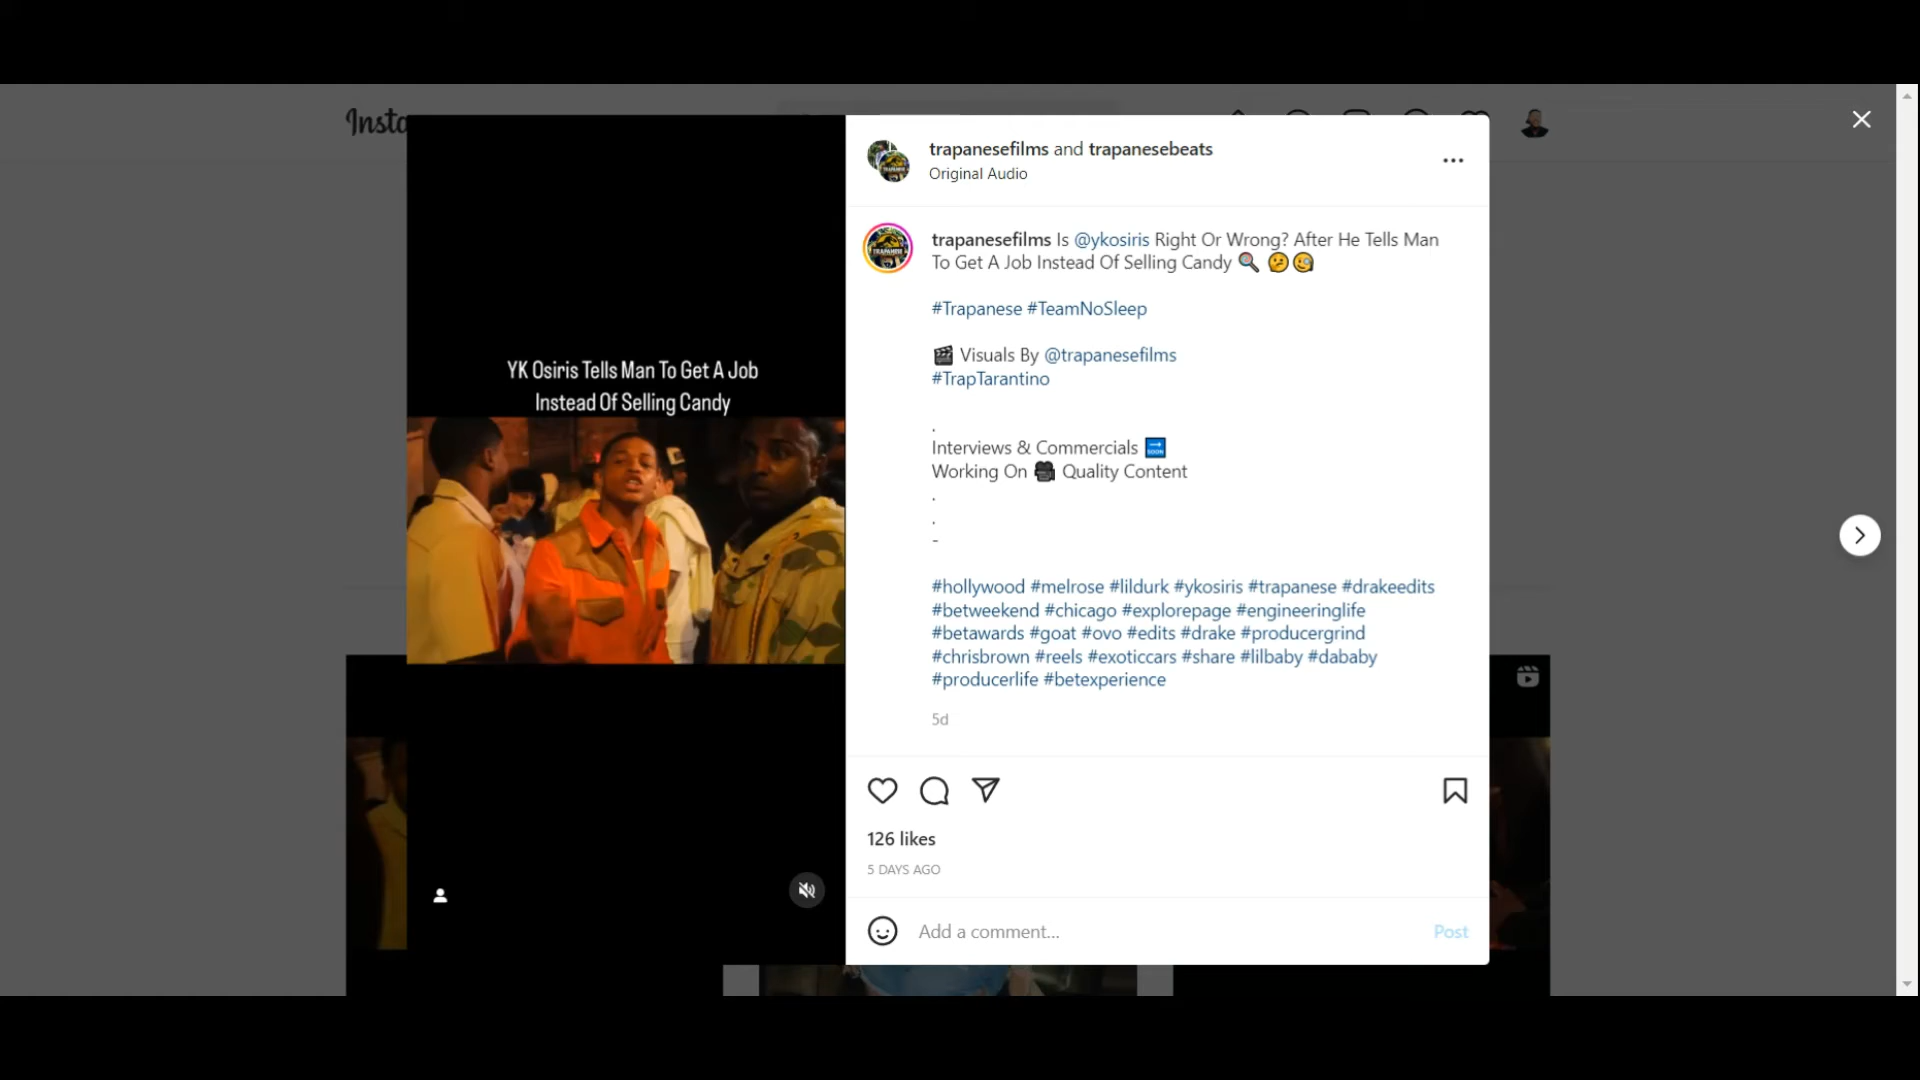 Insta
trapanesefilms and trapanesebeats
Original Audio
YK Osiris Tells Man To Get A Job
Instead Of Selling Candy
trapanesefilms Is @ykosiris Right Or Wrong? After He Tells Man
To Get A Job Instead Of Selling Candy 🔍 🫤🧐
#Trapanese #TeamNoSleep
🎬 Visuals By @trapanesefilms
#TrapTarantino
.
Interviews & Commercials 🔜
Working On 🎥 Quality Content
.
.
-
#hollywood #melrose #lildurk #ykosiris #trapanese #drakeedits
#betweekend #chicago #explorepage #engineeringlife
#betawards #goat #ovo #edits #drake #producergrind
#chrisbrown #reels #exoticcars #share #lilbaby #dababy
#producerlife #betexperience
5d
126 likes
5 DAYS AGO
Add a comment...
Post